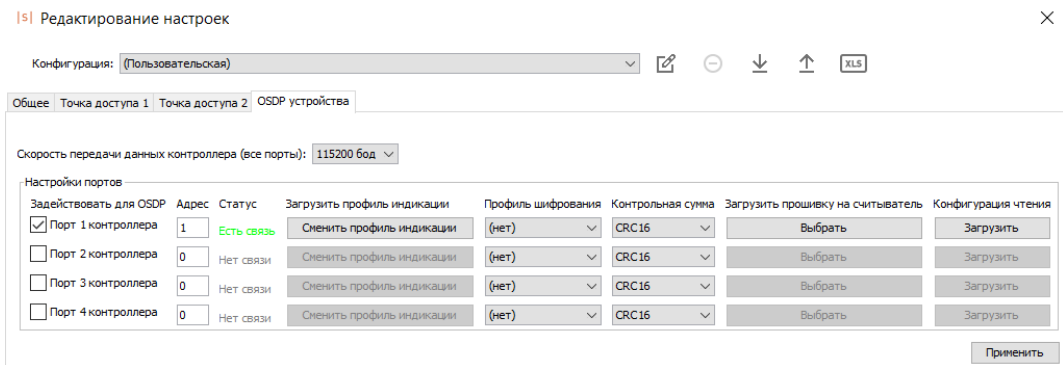 |s| Редактирование настроек
Конфигурация: (Пользовательская) XLS
Общее Точка доступа 1 Точка доступа 2 OSDP устройства
Скорость передачи данных контроллера (все порты): 115200 бод
Настройки портов
Задействовать для OSDP Адрес Статус Загрузить профиль индикации Профиль шифрования Контрольная сумма Загрузить прошивку на считыватель Конфигурация чтения
Порт 1 контроллера 1 Есть связь Сменить профиль индикации (нет) CRC16 Выбрать Загрузить
Порт 2 контроллера 0 Нет связи Сменить профиль индикации (нет) CRC16 Выбрать Загрузить
Порт 3 контроллера 0 Нет связи Сменить профиль индикации (нет) CRC16 Выбрать Загрузить
Порт 4 контроллера 0 Нет связи Сменить профиль индикации (нет) CRC16 Выбрать Загрузить
Применить